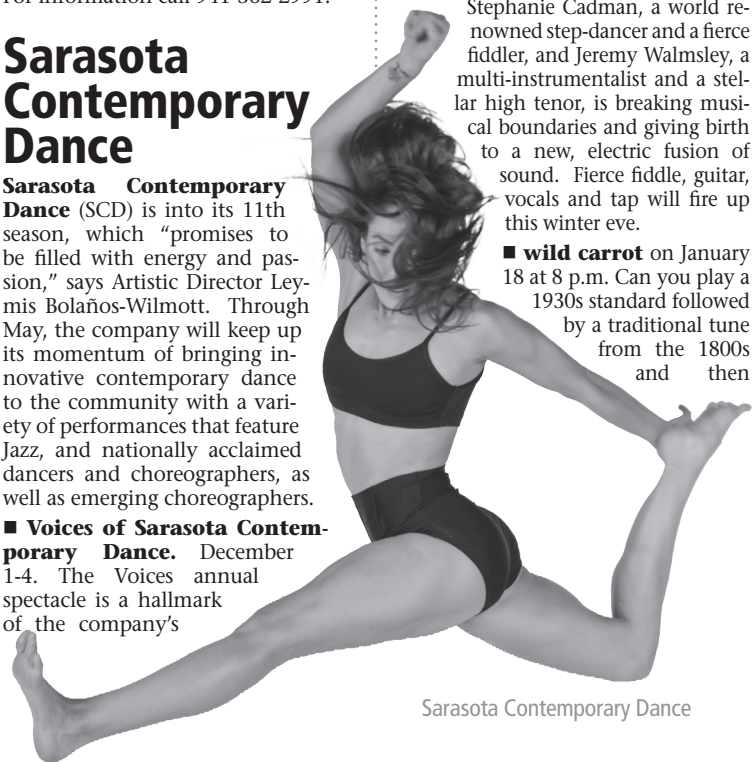 For information call 941-362-2991.
Sarasota
Contemporary
Dance
Sarasota Contemporary
Dance (SCD) is into its 11th
season, which “promises to
be filled with energy and pas-
sion,” says Artistic Director Ley-
mis Bolaños-Wilmott. Through
May, the company will keep up
its momentum of bringing in-
novative contemporary dance
to the community with a vari-
ety of performances that feature
Jazz, and nationally acclaimed
dancers and choreographers, as
well as emerging choreographers.
■ Voices of Sarasota Contem-
porary Dance. December
1-4. The Voices annual
spectacle is a hallmark
of the company’s
Stephanie Cadman, a world re-
nowned step-dancer and a fierce
fiddler, and Jeremy Walmsley, a
multi-instrumentalist and a stel-
lar high tenor, is breaking musi-
cal boundaries and giving birth
to a new, electric fusion of
sound. Fierce fiddle, guitar,
vocals and tap will fire up
this winter eve.
■ wild carrot on January
18 at 8 p.m. Can you play a
1930s standard followed
by a traditional tune
from the 1800s
and then
Sarasota Contemporary Dance